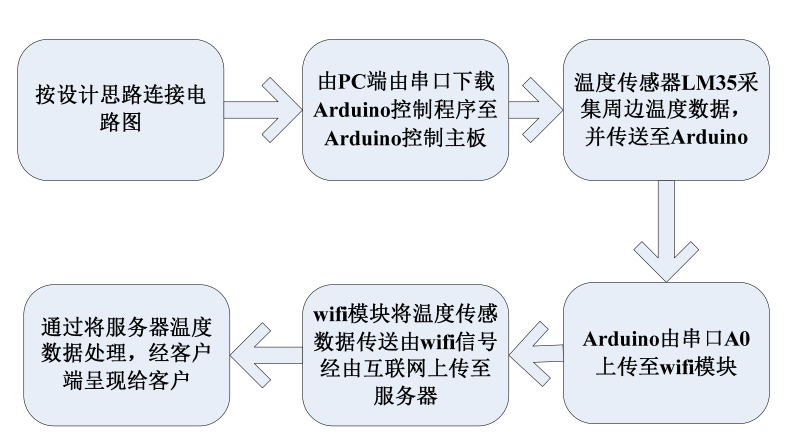 按设计思路连接电
路图
由PC端由串口下载
Arduino控制程序至
Arduino控制主板
温度传感器LM35采
集周边温度数据，
并传送至Arduino
Arduino由串口A0
上传至wifi模块
wifi模块将温度传感
数据传送由wifi信号
经由互联网上传至
服务器
通过将服务器温度
数据处理，经客户
端呈现给客户